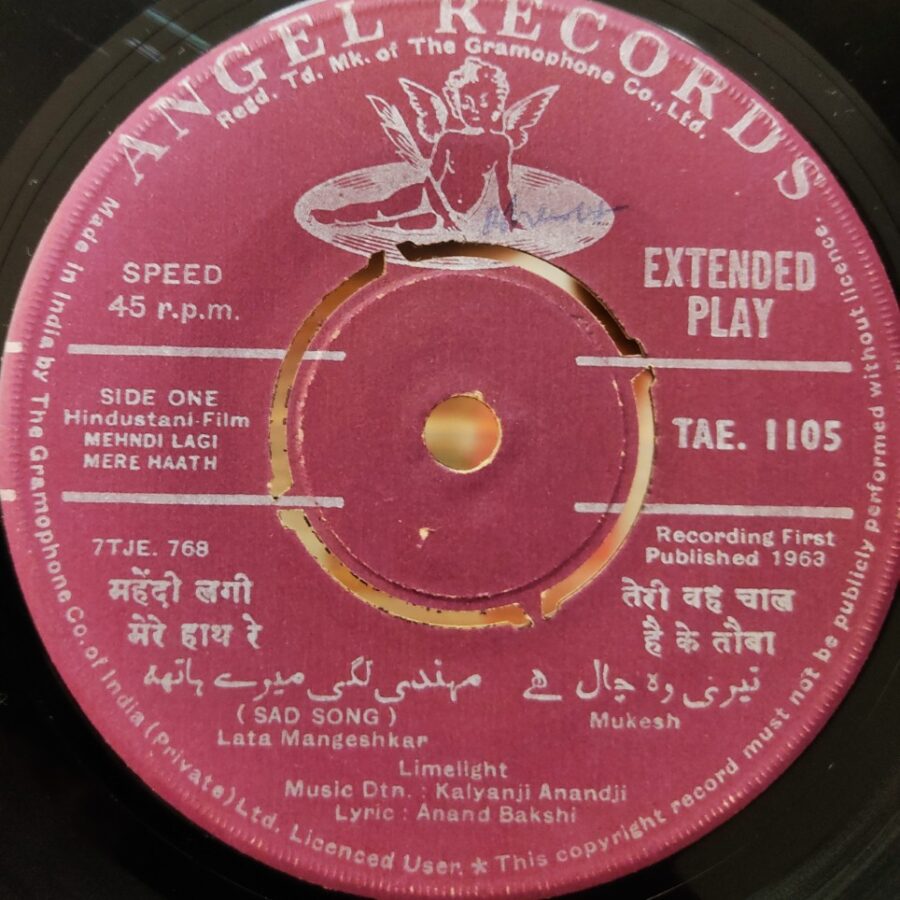 ANGEL RECORDS
Regd. Td. Mk. of The Gramophone Co., Ltd.
SPEED
45 r.p.m.
EXTENDED
PLAY
SIDE ONE
Hindustani-Film
MEHNDI LAGI
MERE HAATH
TAE. 1105
7TJE. 768
Recording First
Published 1963
महेंदी लगी
मेरे हाथ रे
तेरी वह चाल
है के तौबा
مہندی لگی میرے ہاتھ
تیری وہ چال ہے
(SAD SONG)
Lata Mangeshkar
Mukesh
Limelight
Music Dtn. : Kalyanji Anandji
Lyric : Anand Bakshi
Made in India by The Gramophone Co. of India (Private) Ltd. Licenced User. * This copyright record must not be publicly performed without licence.